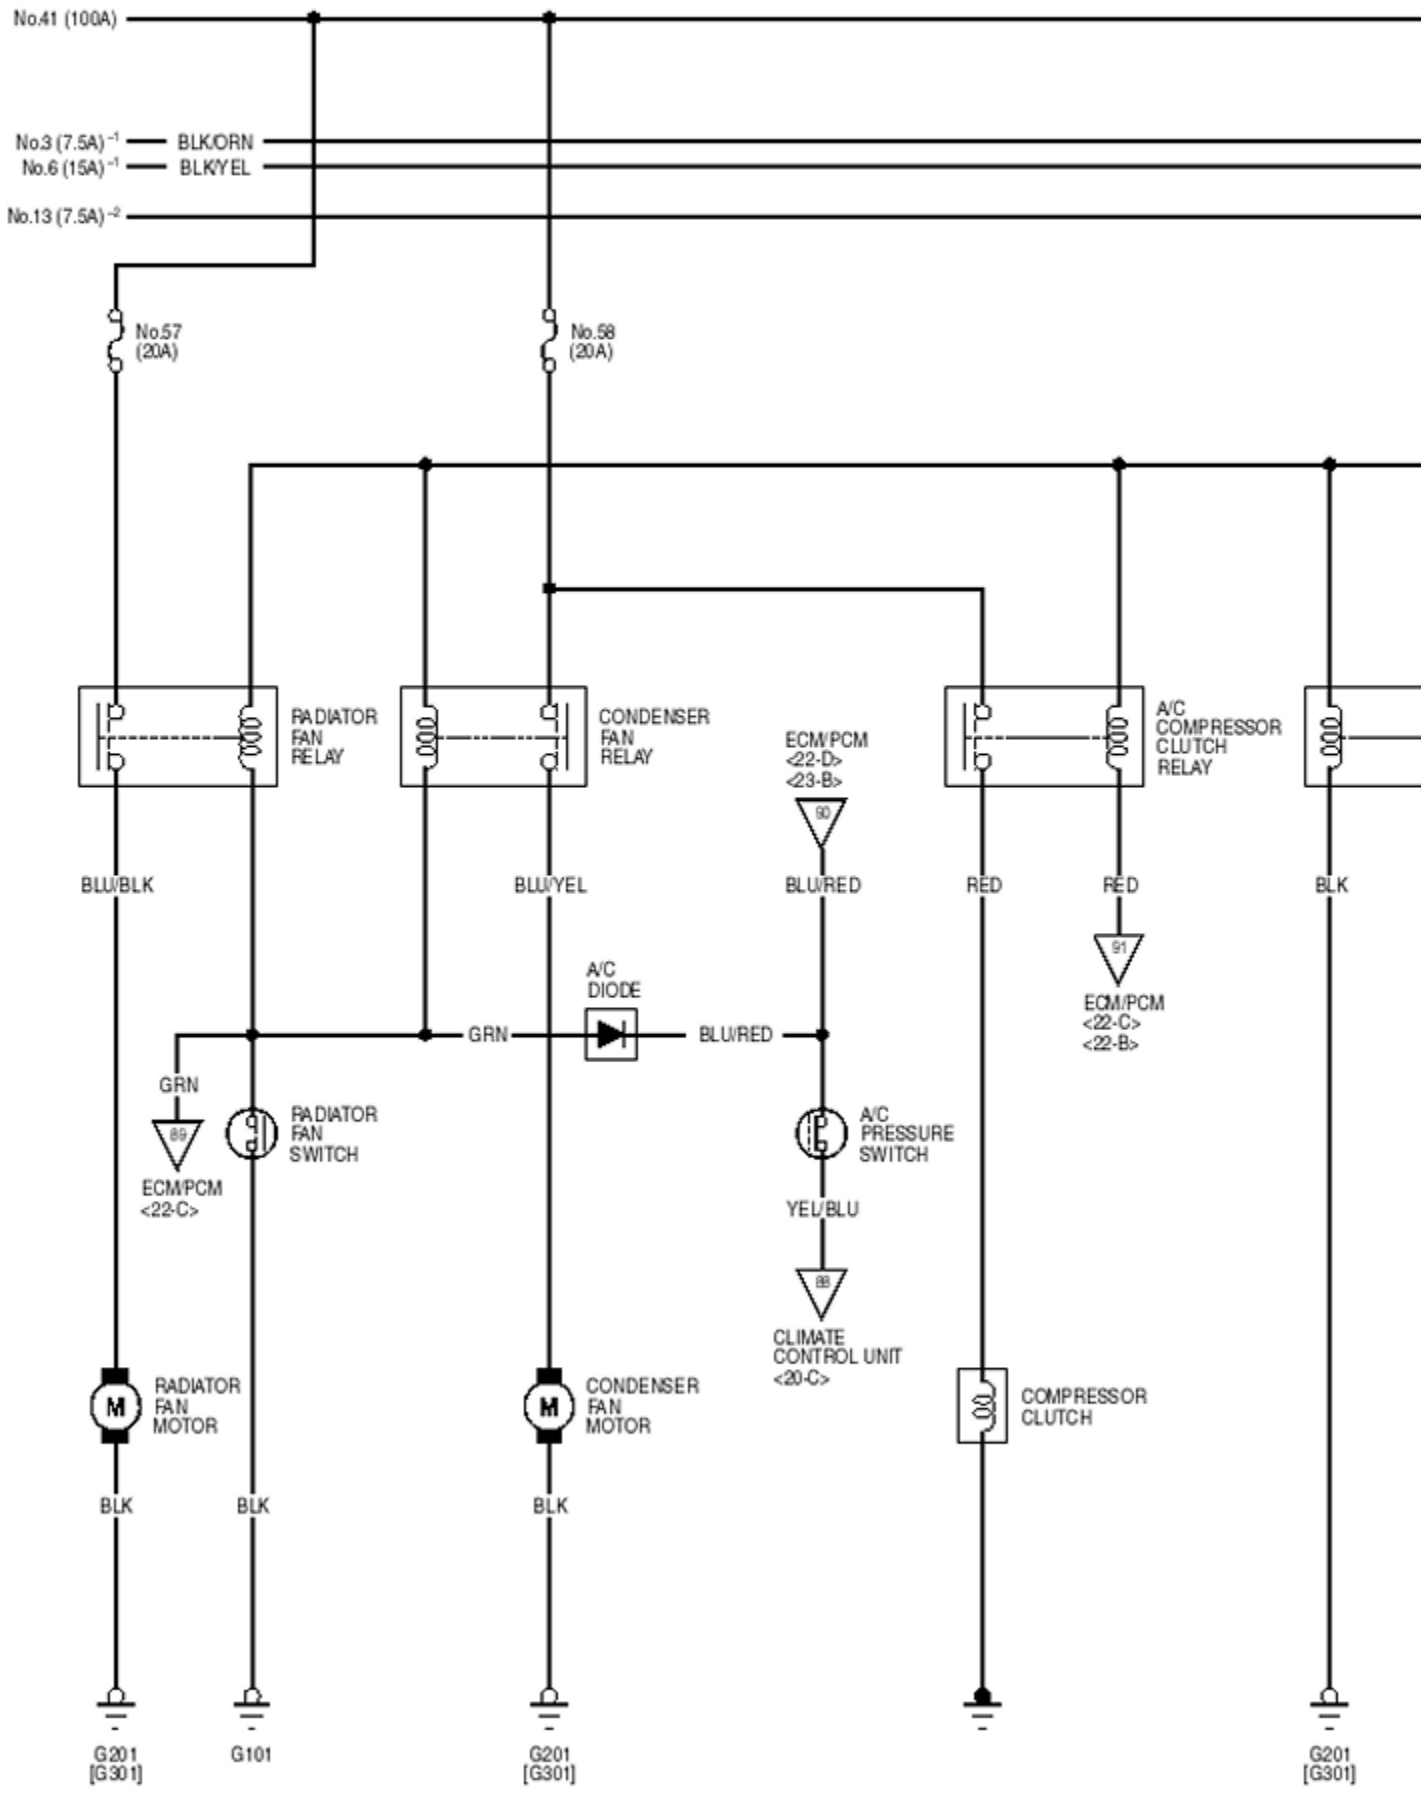 No.41 (100A)
No.3 (7.5A) -1 BLK/ORN
No.6 (15A) -1 BLK/YEL
No.13 (7.5A) -2
No.57
(20A)
No.58
(20A)
RADIATOR
FAN
RELAY
CONDENSER
FAN
RELAY
ECM/PCM
<22-D>
<23-B>
90
A/C
COMPRESSOR
CLUTCH
RELAY
BLU/BLK
BLU/YEL
BLU/RED
RED
RED
BLK
91
ECM/PCM
<22-C>
<22-B>
A/C
DIODE
GRN
BLU/RED
GRN
89
ECM/PCM
<22-C>
RADIATOR
FAN
SWITCH
A/C
PRESSURE
SWITCH
YEL/BLU
88
CLIMATE
CONTROL UNIT
<20-C>
M
RADIATOR
FAN
MOTOR
M
CONDENSER
FAN
MOTOR
COMPRESSOR
CLUTCH
BLK
BLK
BLK
G201
[G301]
G101
G201
[G301]
G201
[G301]